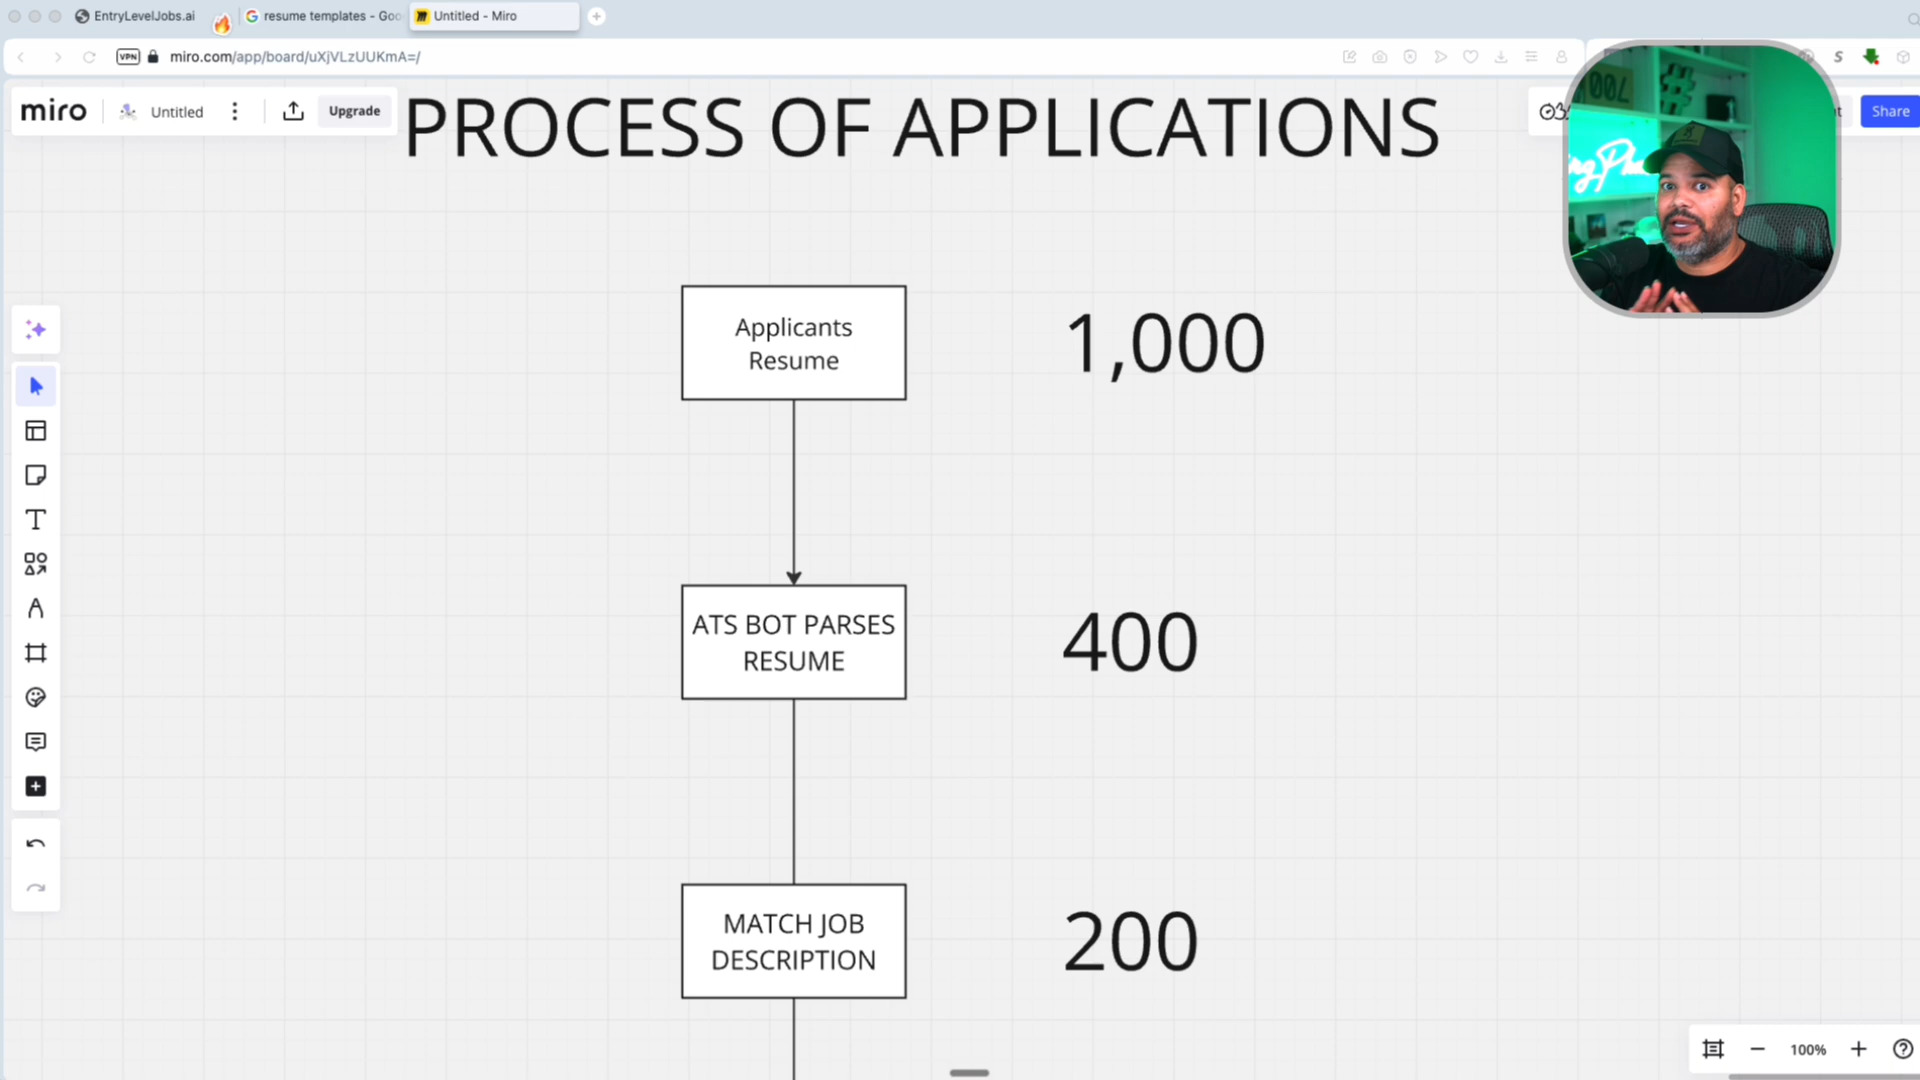 EntryLevelJobs.ai
resume templates - Goo
Untitled - Miro
VPN
miro.com/app/board/uXjVLzUUKmA=/
miro
Untitled
Upgrade
Share
PROCESS OF APPLICATIONS
Applicants
Resume
1,000
ATS BOT PARSES
RESUME
400
MATCH JOB
DESCRIPTION
200
100%